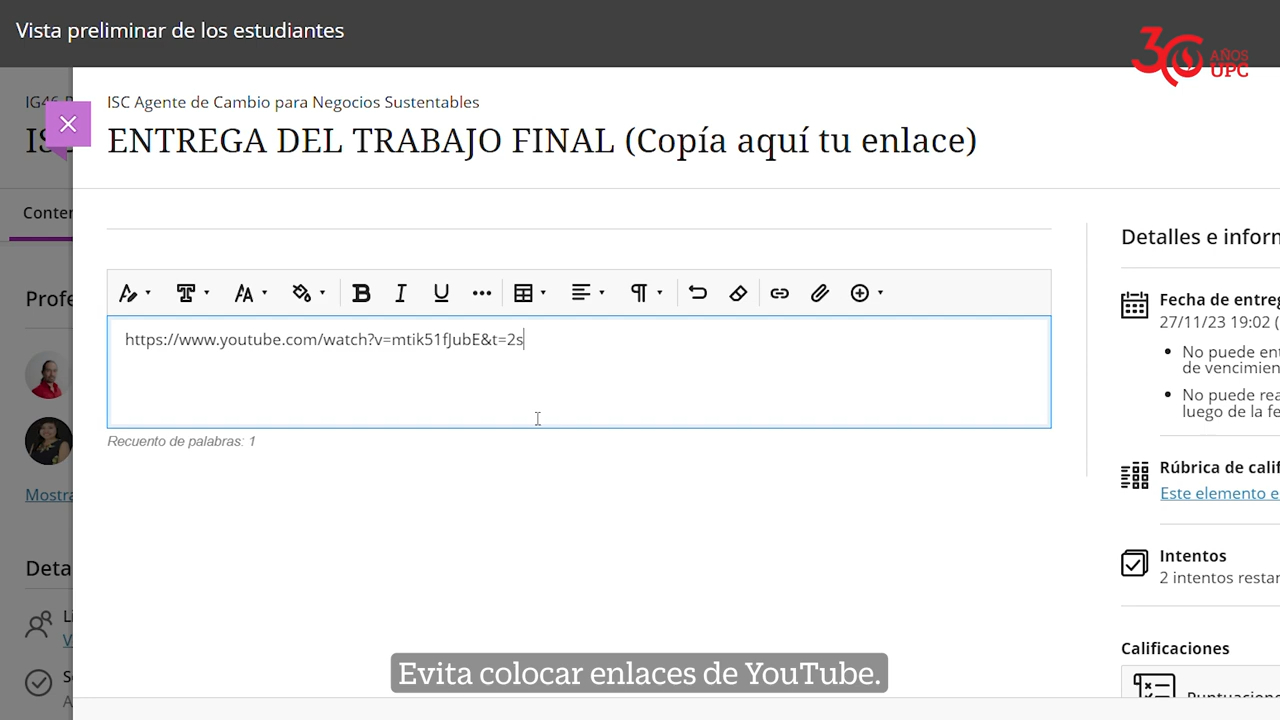 Vista preliminar de los estudiantes
30 AÑOS
UPC
ISC Agente de Cambio para Negocios Sustentables
ENTREGA DEL TRABAJO FINAL (Copía aquí tu enlace)
Detalles e inforn
https://www.youtube.com/watch?v=mtik51fJubE&t=2s
Recuento de palabras: 1
Fecha de entreg
27/11/23 19:02 (
No puede ent
de vencimien
No puede rea
luego de la fe
Rúbrica de calif
Este elemento e
Intentos
2 intentos restar
Calificaciones
Conter
Profe
Mostra
Deta
Evita colocar enlaces de YouTube.